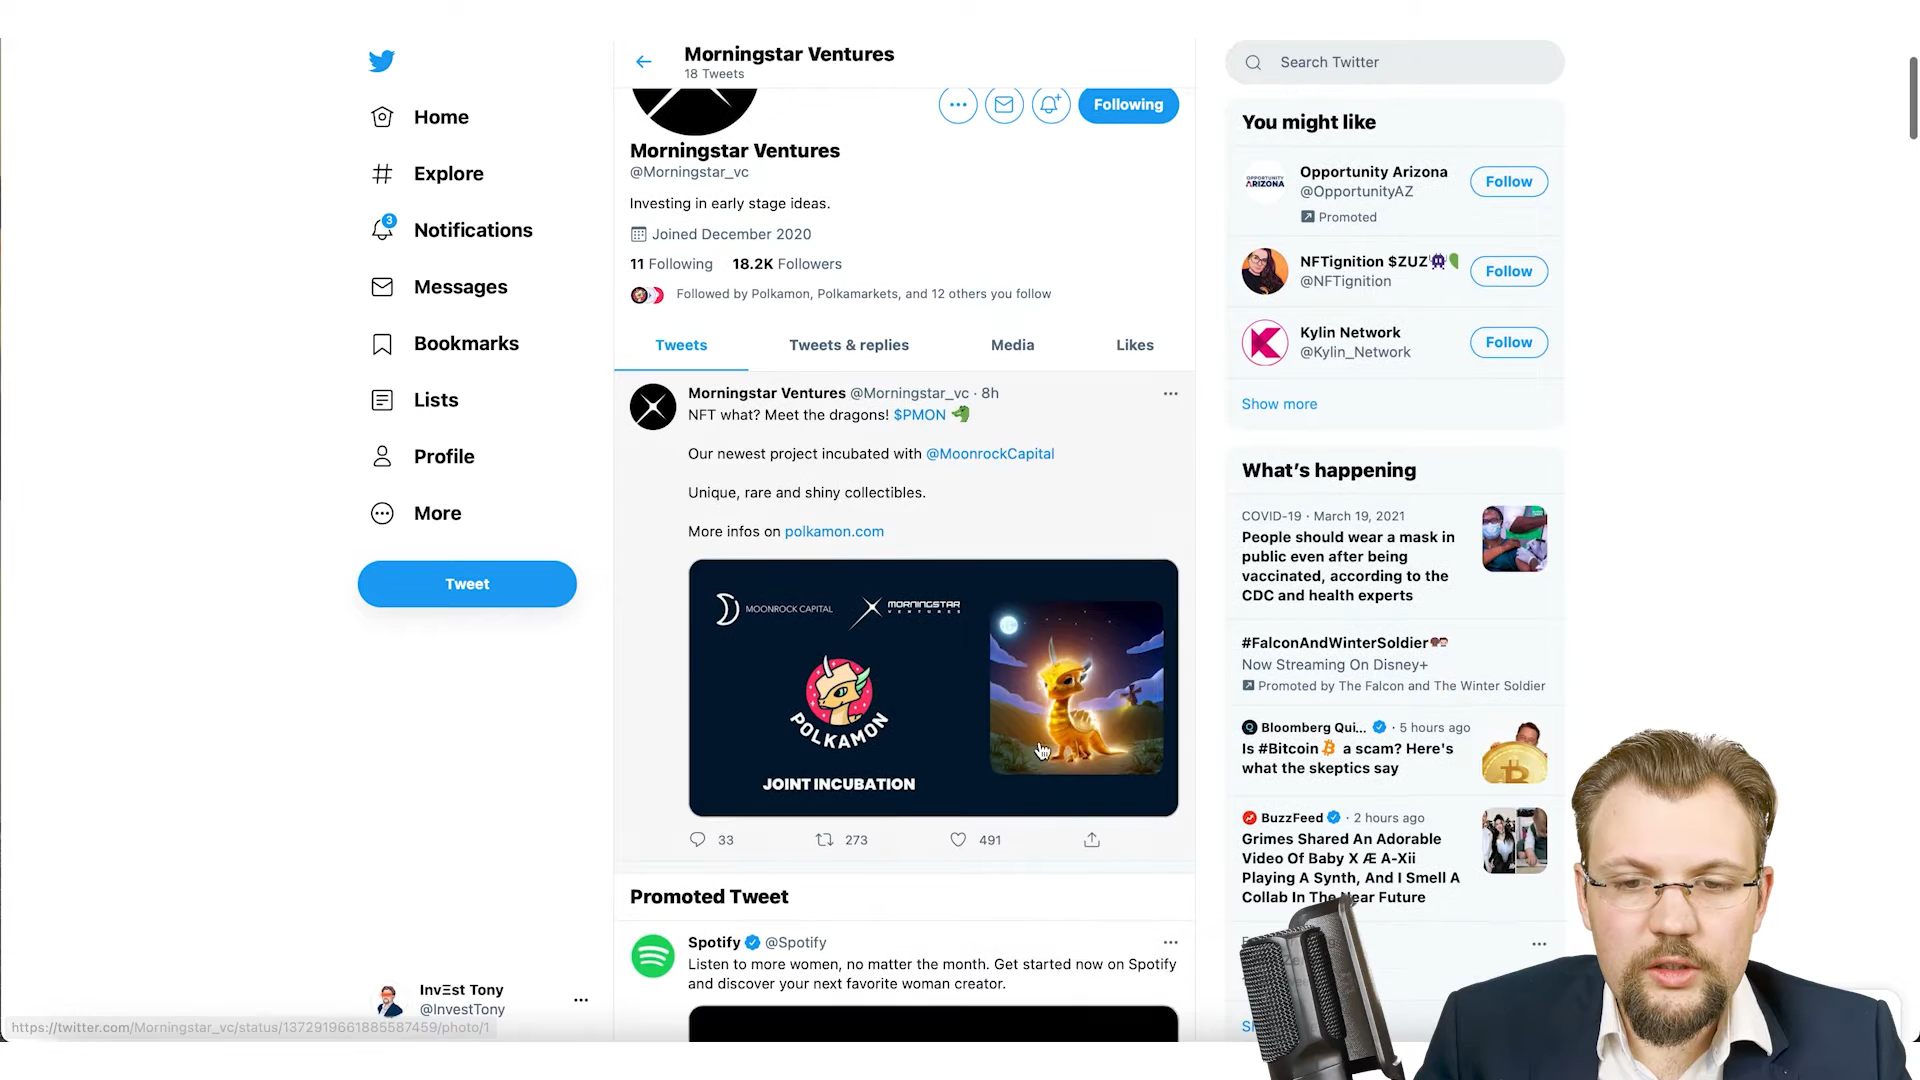 Morningstar Ventures
18 Tweets
Search Twitter
Home
Explore
3
Notifications
Messages
Bookmarks
Lists
Profile
More
Tweet
InvΞst Tony
@InvestTony
https://twitter.com/Morningstar_vc/status/1372919661885587459/photo/1
Following
Morningstar Ventures
@Morningstar_vc
Investing in early stage ideas.
Joined December 2020
11 Following 18.2K Followers
Followed by Polkamon, Polkamarkets, and 12 others you follow
Tweets
Tweets & replies
Media
Likes
Morningstar Ventures @Morningstar_vc · 8h
NFT what? Meet the dragons! $PMON
Our newest project incubated with @MoonrockCapital
Unique, rare and shiny collectibles.
More infos on polkamon.com
MOONROCK CAPITAL
MORNINGSTAR
VENTURES
POLKAMON
JOINT INCUBATION
33
273
491
Promoted Tweet
Spotify @Spotify
Listen to more women, no matter the month. Get started now on Spotify
and discover your next favorite woman creator.
You might like
OPPORTUNITY
ARIZONA
Opportunity Arizona
@OpportunityAZ
Promoted
Follow
NFTignition $ZUZ
@NFTignition
Follow
Kylin Network
@Kylin_Network
Follow
Show more
What's happening
COVID-19 · March 19, 2021
People should wear a mask in
public even after being
vaccinated, according to the
CDC and health experts
#FalconAndWinterSoldier
Now Streaming On Disney+
Promoted by The Falcon and The Winter Soldier
Bloomberg Qui... · 5 hours ago
Is #Bitcoin a scam? Here's
what the skeptics say
BuzzFeed · 2 hours ago
Grimes Shared An Adorable
Video Of Baby X Æ A-Xii
Playing A Synth, And I Smell A
Collab In The Near Future